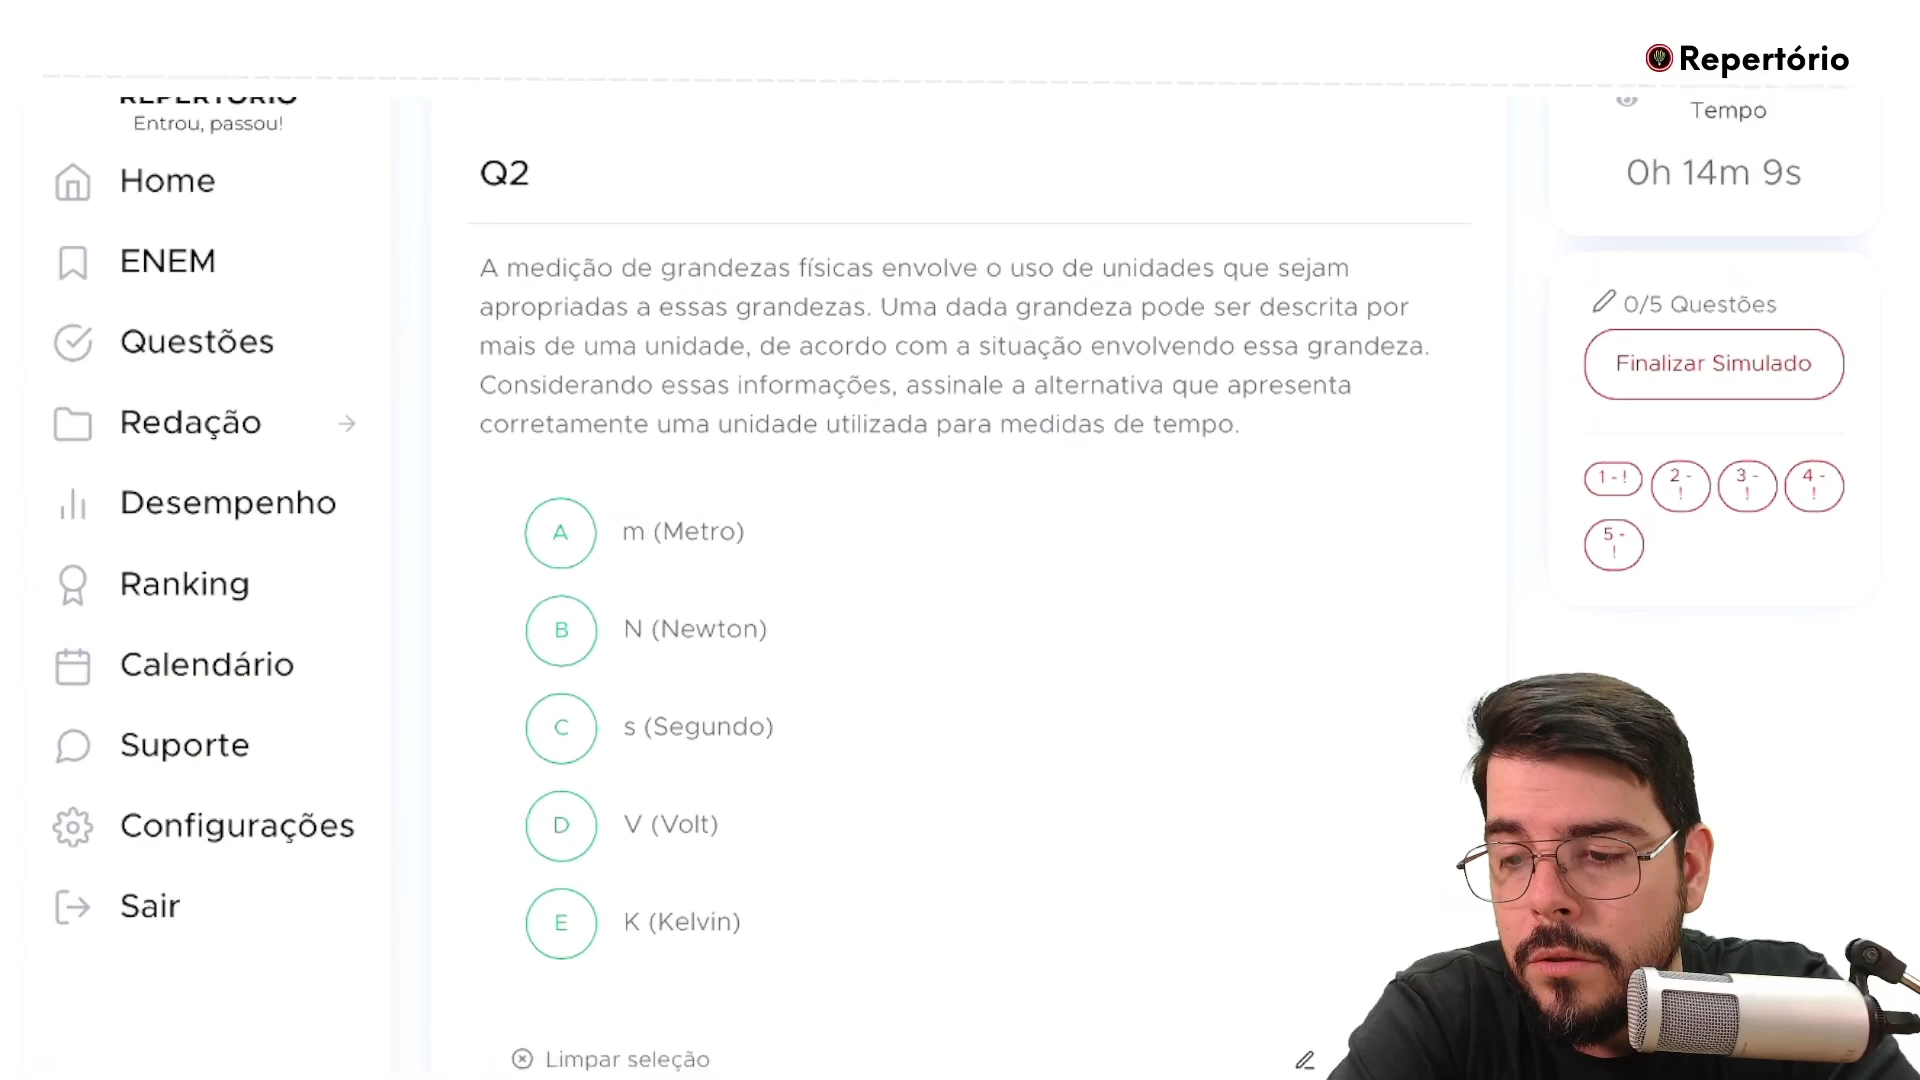 Repertório
REPERTÓRIO
Entrou, passou!
Home
ENEM
Questões
Redação
Desempenho
Ranking
Calendário
Suporte
Configurações
Sair
Q2
A medição de grandezas físicas envolve o uso de unidades que sejam
apropriadas a essas grandezas. Uma dada grandeza pode ser descrita por
mais de uma unidade, de acordo com a situação envolvendo essa grandeza.
Considerando essas informações, assinale a alternativa que apresenta
corretamente uma unidade utilizada para medidas de tempo.
A m (Metro)
B N (Newton)
C s (Segundo)
D V (Volt)
E K (Kelvin)
Limpar seleção
Tempo
0h 14m 9s
0/5 Questões
Finalizar Simulado
1 - !
2 -
!
3 -
!
4 -
!
5 -
!